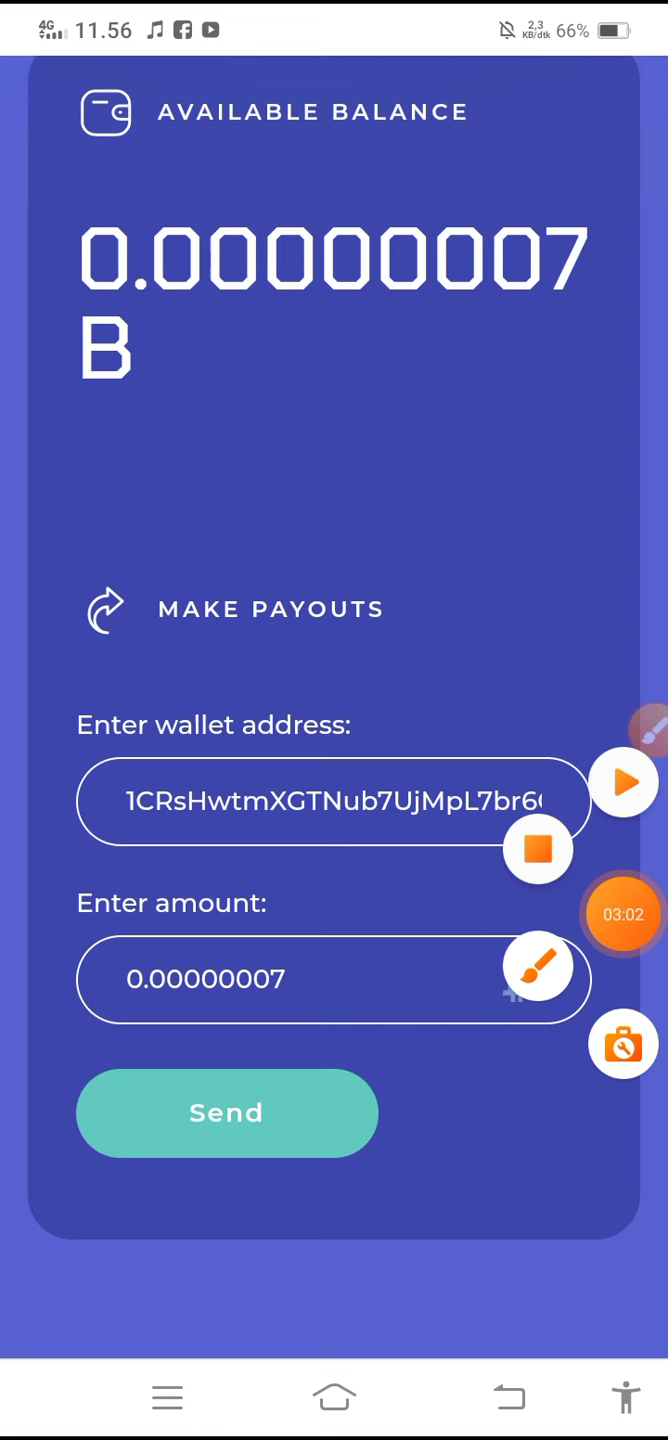 4G 11.56 2,3 KB/dtk 66%
AVAILABLE BALANCE
0.00000007
B
MAKE PAYOUTS
Enter wallet address:
1CRsHwtmXGTNub7UjMpL7br6
Enter amount:
0.00000007
03:02
Send